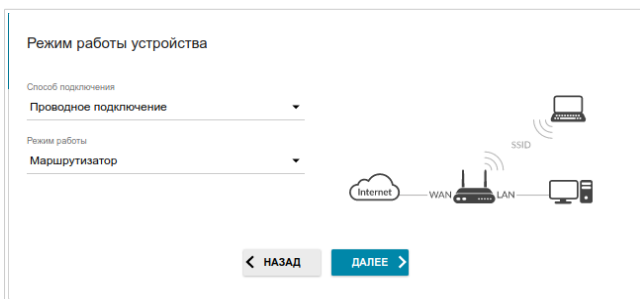 Режим работы устройства
Способ подключения
Проводное подключение
Режим работы
Маршрутизатор
SSID
Internet
WAN
LAN
НАЗАД
ДАЛЕЕ